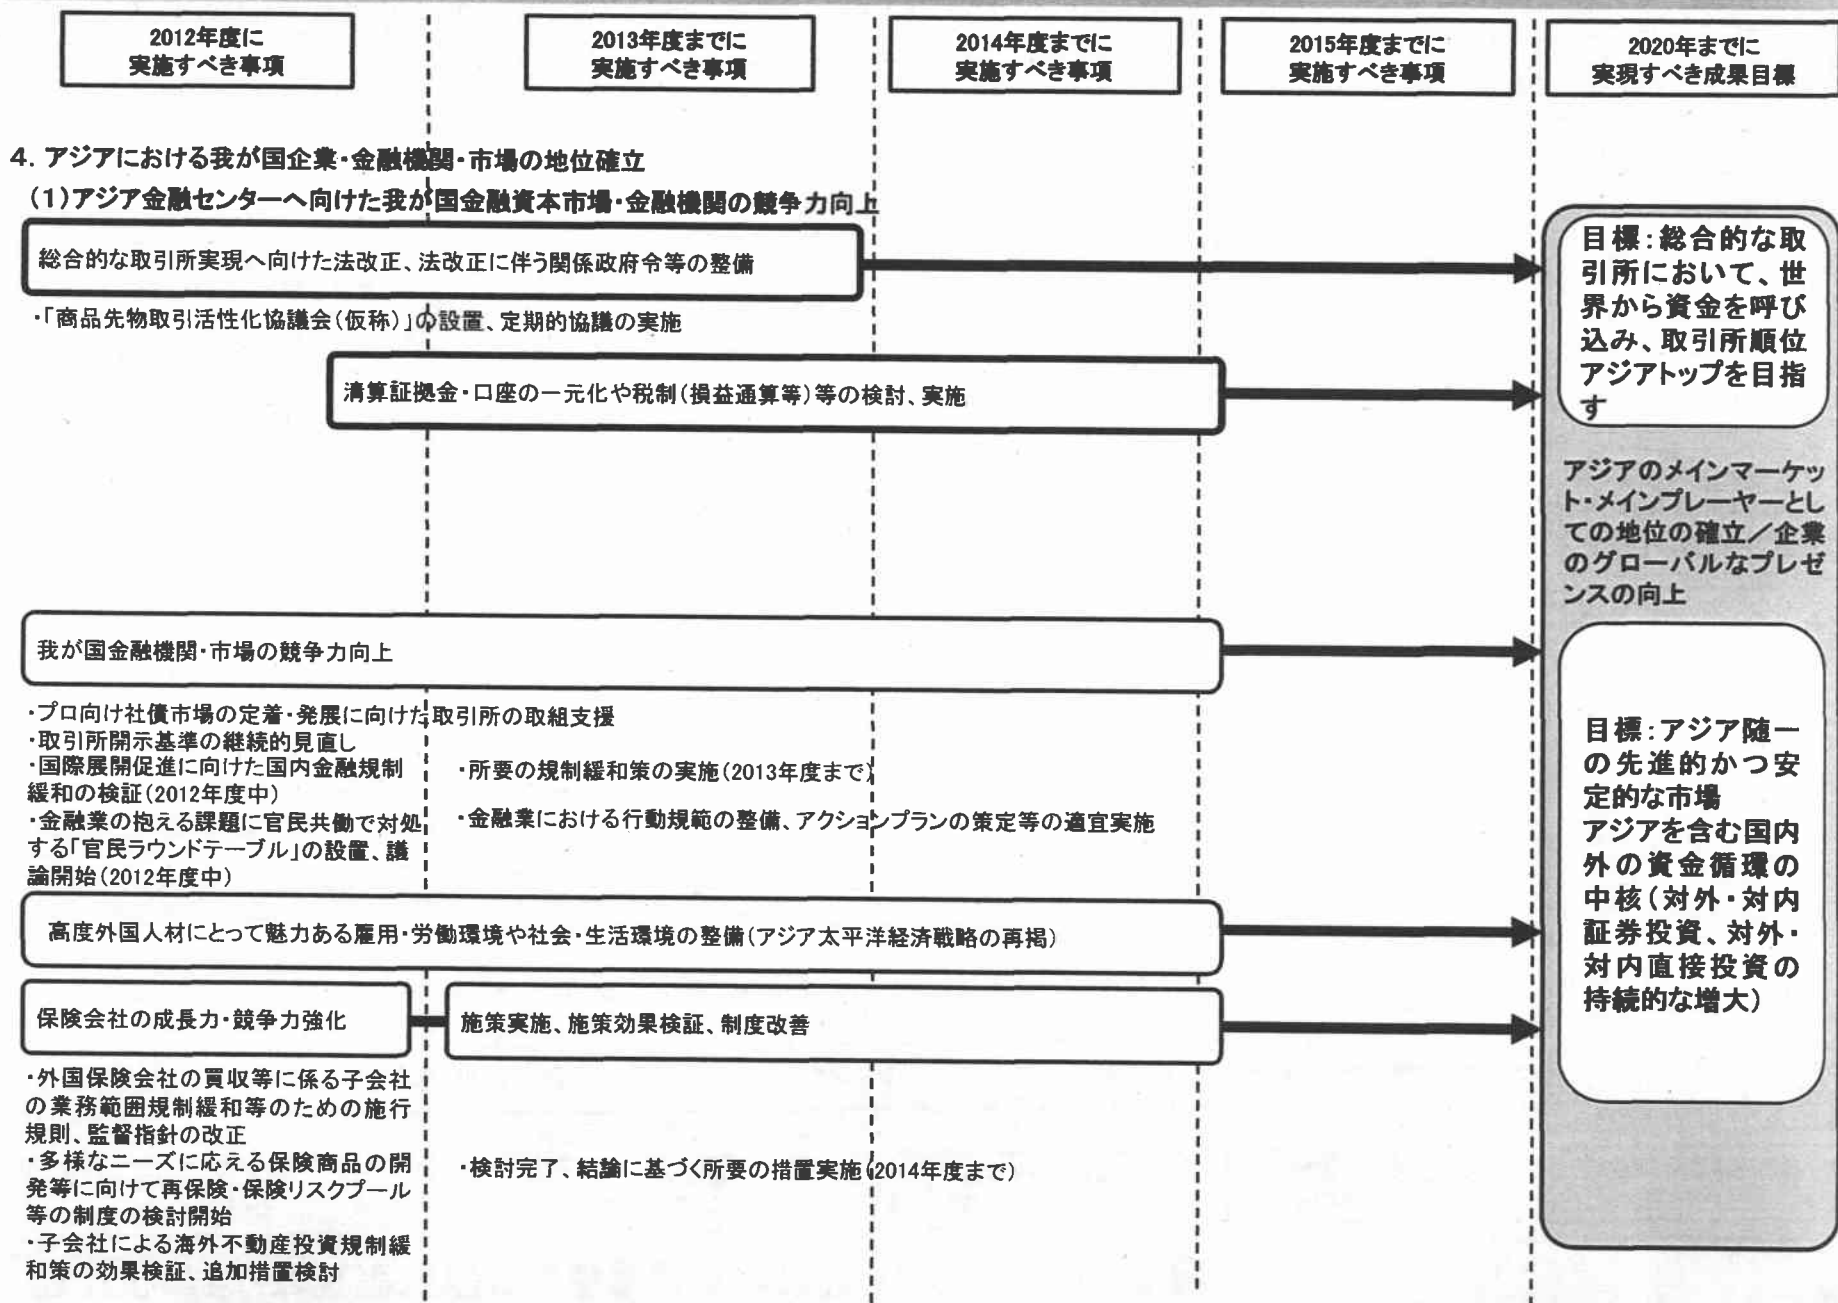 2012年度に
実施すべき事項
2013年度までに
実施すべき事項
2014年度までに
実施すべき事項
2015年度までに
実施すべき事項
2020年までに
実現すべき成果目標
4．アジアにおける我が国企業・金融機関・市場の地位確立
（1）アジア金融センターへ向けた我が国金融資本市場・金融機関の競争力向上
総合的な取引所実現へ向けた法改正、法改正に伴う関係政府令等の整備
・「商品先物取引活性化協議会（仮称）」の設置、定期的協議の実施
清算証拠金・口座の一元化や税制（損益通算等）等の検討、実施
我が国金融機関・市場の競争力向上
・プロ向け社債市場の定着・発展に向けた取引所の取組支援
・取引所開示基準の継続的見直し
・国際展開促進に向けた国内金融規制
緩和の検証（2012年度中）
・金融業の抱える課題に官民共働で対処
する「官民ラウンドテーブル」の設置、議
論開始（2012年度中）
・所要の規制緩和策の実施（2013年度まで）
・金融業における行動規範の整備、アクションプランの策定等の適宜実施
高度外国人材にとって魅力ある雇用・労働環境や社会・生活環境の整備（アジア太平洋経済戦略の再掲）
保険会社の成長力・競争力強化
施策実施、施策効果検証、制度改善
・外国保険会社の買収等に係る子会社
の業務範囲規制緩和等のための施行
規則、監督指針の改正
・多様なニーズに応える保険商品の開
発等に向けて再保険・保険リスクプール
等の制度の検討開始
・子会社による海外不動産投資規制緩
和策の効果検証、追加措置検討
・検討完了、結論に基づく所要の措置実施（2014年度まで）
目標：総合的な取
引所において、世
界から資金を呼び
込み、取引所順位
アジアトップを目指
す
アジアのメインマーケッ
ト・メインプレーヤーとし
ての地位の確立／企業
のグローバルなプレゼ
ンスの向上
目標：アジア随一
の先進的かつ安
定的な市場
アジアを含む国内
外の資金循環の
中核（対外・対内
証券投資、対外・
対内直接投資の
持続的な増大）